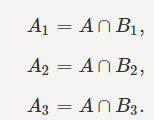 A₁ = A ∩ B₁,
A₂ = A ∩ B₂,
A₃ = A ∩ B₃.